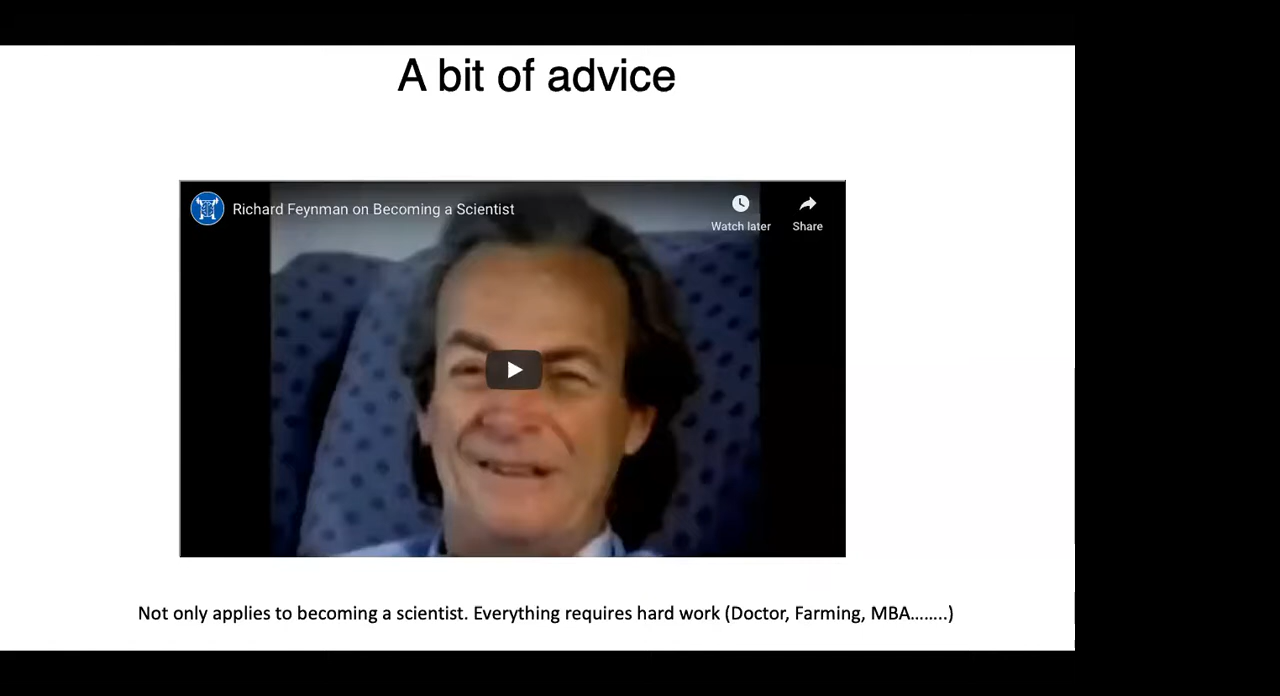 A bit of advice
Richard Feynman on Becoming a Scientist
Watch later
Share
Not only applies to becoming a scientist. Everything requires hard work (Doctor, Farming, MBA........)